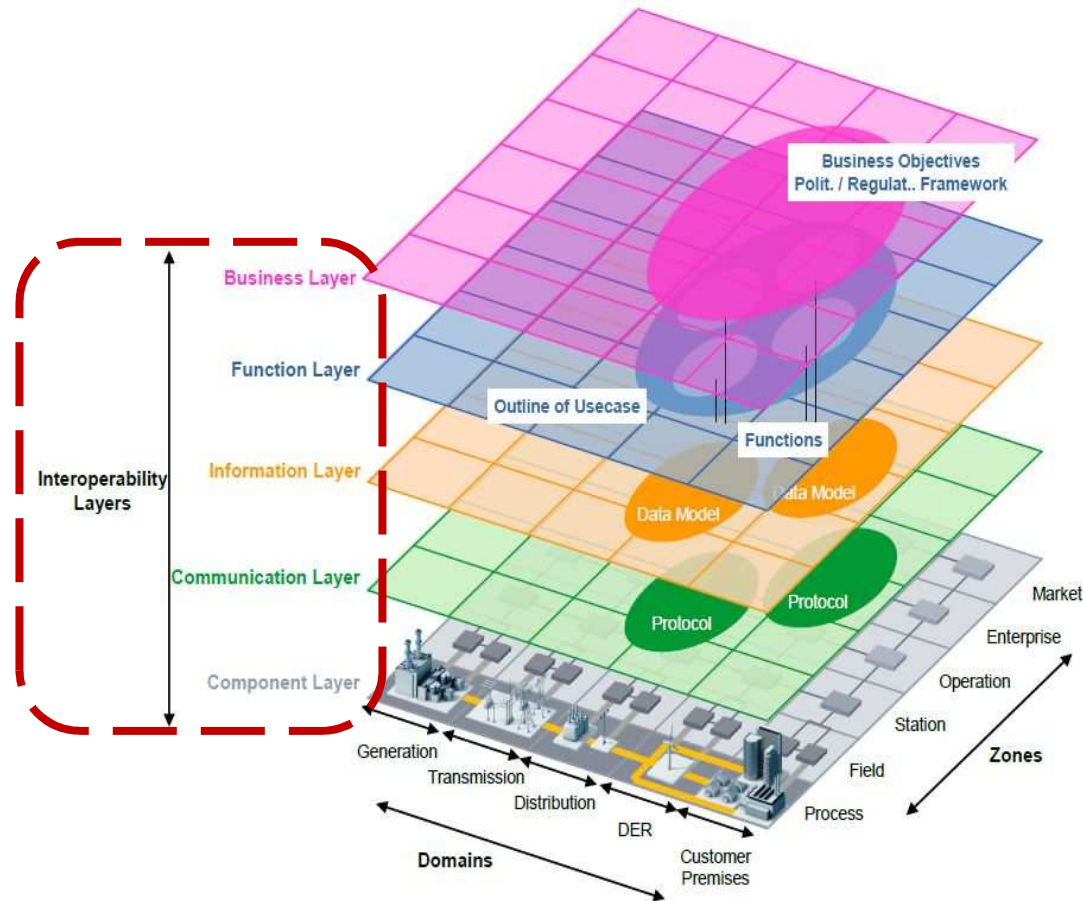 Business Objectives
Polit. / Regulat.. Framework
Business Layer
Function Layer
Outline of Usecase
Functions
Interoperability
Layers
Information Layer
Data Model
Data Model
Communication Layer
Protocol
Protocol
Component Layer
Market
Enterprise
Operation
Station
Field
Process
Zones
Generation
Transmission
Distribution
DER
Customer
Premises
Domains